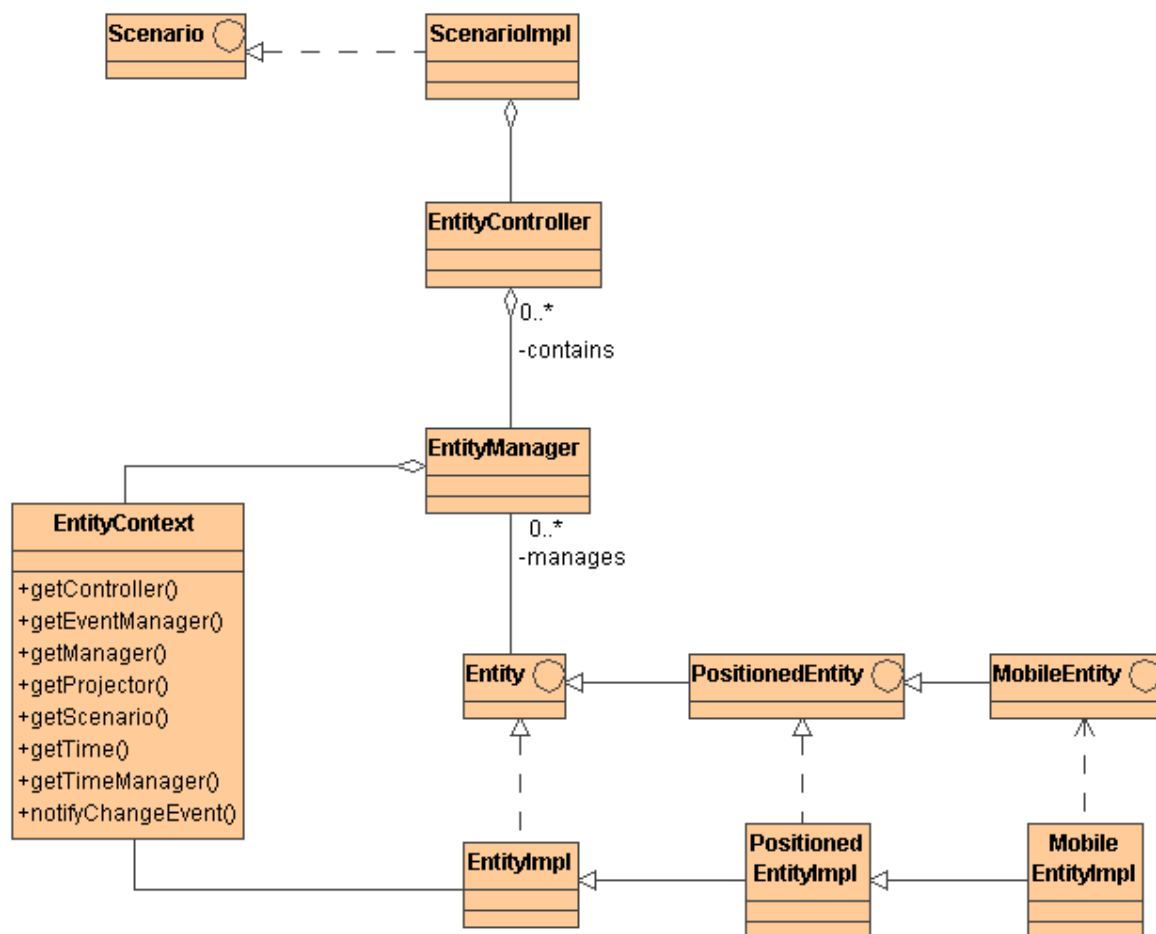 Scenario
ScenarioImpl
EntityController
0..*
-contains
EntityManager
0..*
-manages
EntityContext
+getController()
+getEventManager()
+getManager()
+getProjector()
+getScenario()
+getTime()
+getTimeManager()
+notifyChangeEvent()
Entity
PositionedEntity
MobileEntity
EntityImpl
Positioned
EntityImpl
Mobile
EntityImpl